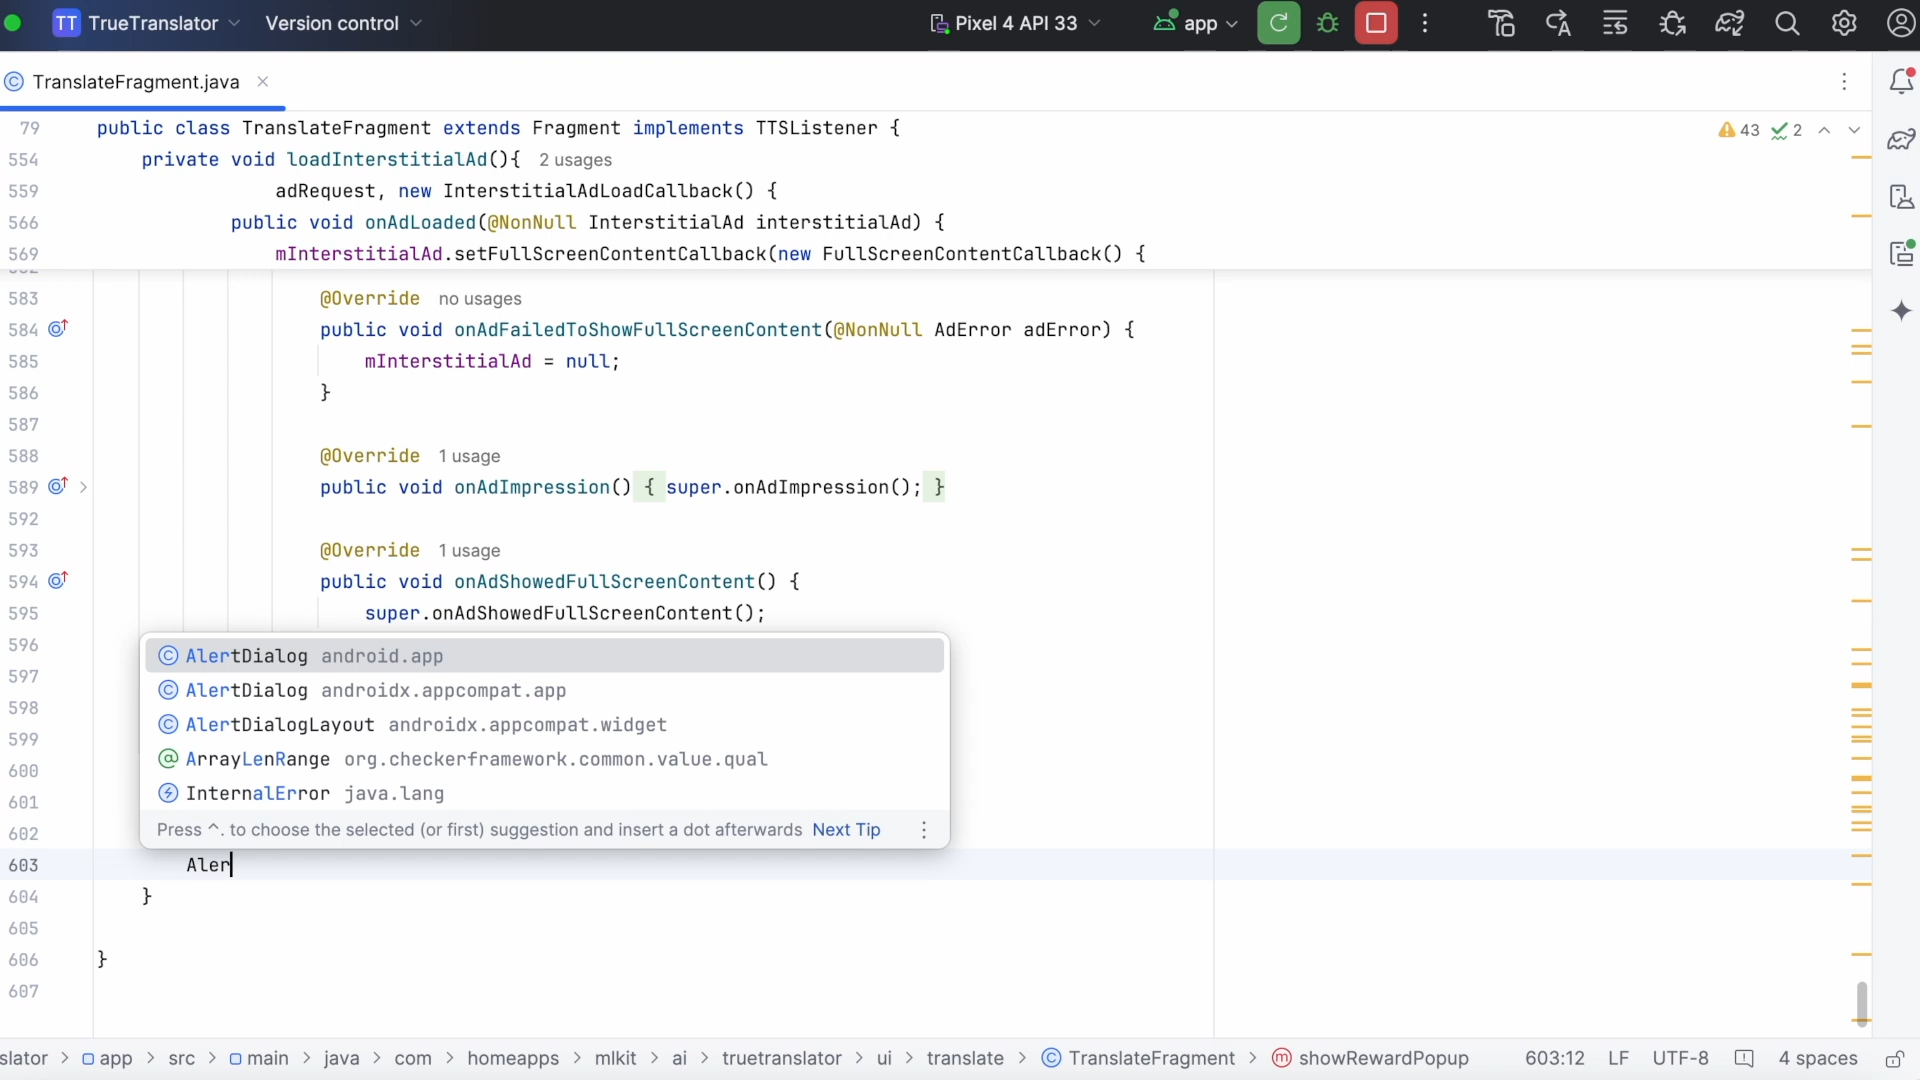 TT TrueTranslator Version control Pixel 4 API 33 app
TranslateFragment.java
79 public class TranslateFragment extends Fragment implements TTSListener { 43 2
554 private void loadInterstitialAd(){ 2 usages
559 adRequest, new InterstitialAdLoadCallback() {
566 public void onAdLoaded(@NonNull InterstitialAd interstitialAd) {
569 mInterstitialAd.setFullScreenContentCallback(new FullScreenContentCallback() {
583 @Override no usages
584 public void onAdFailedToShowFullScreenContent(@NonNull AdError adError) {
585 mInterstitialAd = null;
586 }
587
588 @Override 1 usage
589 public void onAdImpression() { super.onAdImpression(); }
592
593 @Override 1 usage
594 public void onAdShowedFullScreenContent() {
595 super.onAdShowedFullScreenContent();
596
AlertDialog android.app
597
AlertDialog androidx.appcompat.app
598
AlertDialogLayout androidx.appcompat.widget
599
ArrayLenRange org.checkerframework.common.value.qual
600
InternalError java.lang
601
602
Press ^. to choose the selected (or first) suggestion and insert a dot afterwards Next Tip
603 Aler
604 }
605
606 }
607
slator > app > src > main > java > com > homeapps > mlkit > ai > truetranslator > ui > translate > TranslateFragment > showRewardPopup 603:12 LF UTF-8 4 spaces